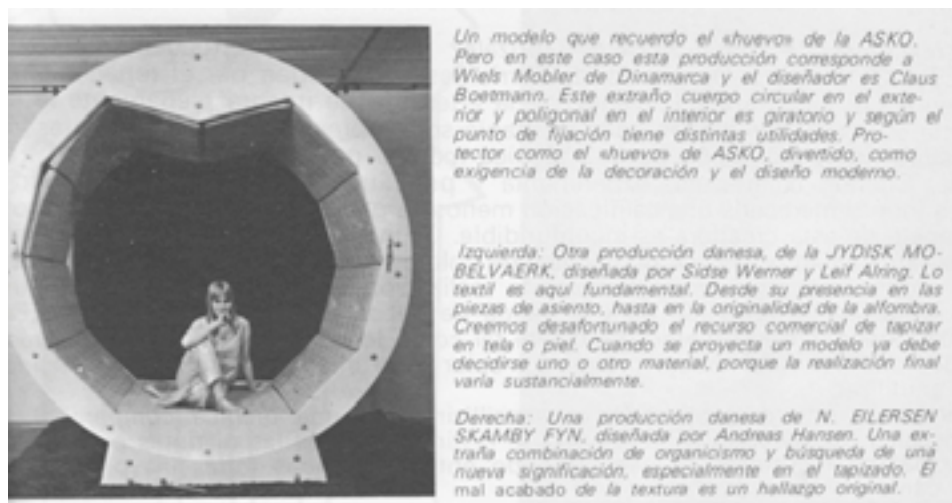 Un modelo que recuerdo el «huevo» de la ASKO.
Pero en este caso esta producción corresponde a
Wiels Mobler de Dinamarca y el diseñador es Claus
Boetmann. Este extraño cuerpo circular en el exte-
rior y poligonal en el interior es giratorio y según el
punto de fijación tiene distintas utilidades. Pro-
tector como el «huevo» de ASKO, divertido, como
exigencia de la decoración y el diseño moderno.
Izquierda: Otra producción danesa, de la JYDISK MO-
BELVAERK, diseñada por Sidse Werner y Leif Alring. Lo
textil es aquí fundamental. Desde su presencia en las
piezas de asiento, hasta en la originalidad de la alfombra.
Creemos desafortunado el recurso comercial de tapizar
en tela o piel. Cuando se proyecta un modelo ya debe
decidirse uno o otro material, porque la realización final
varía sustancialmente.
Derecha: Una producción danesa de N. EILERSEN
SKAMBY FYN, diseñada por Andreas Hansen. Una ex-
traña combinación de organicismo y búsqueda de una
nueva significación, especialmente en el tapizado. El
mal acabado de la textura es un hallazgo original.